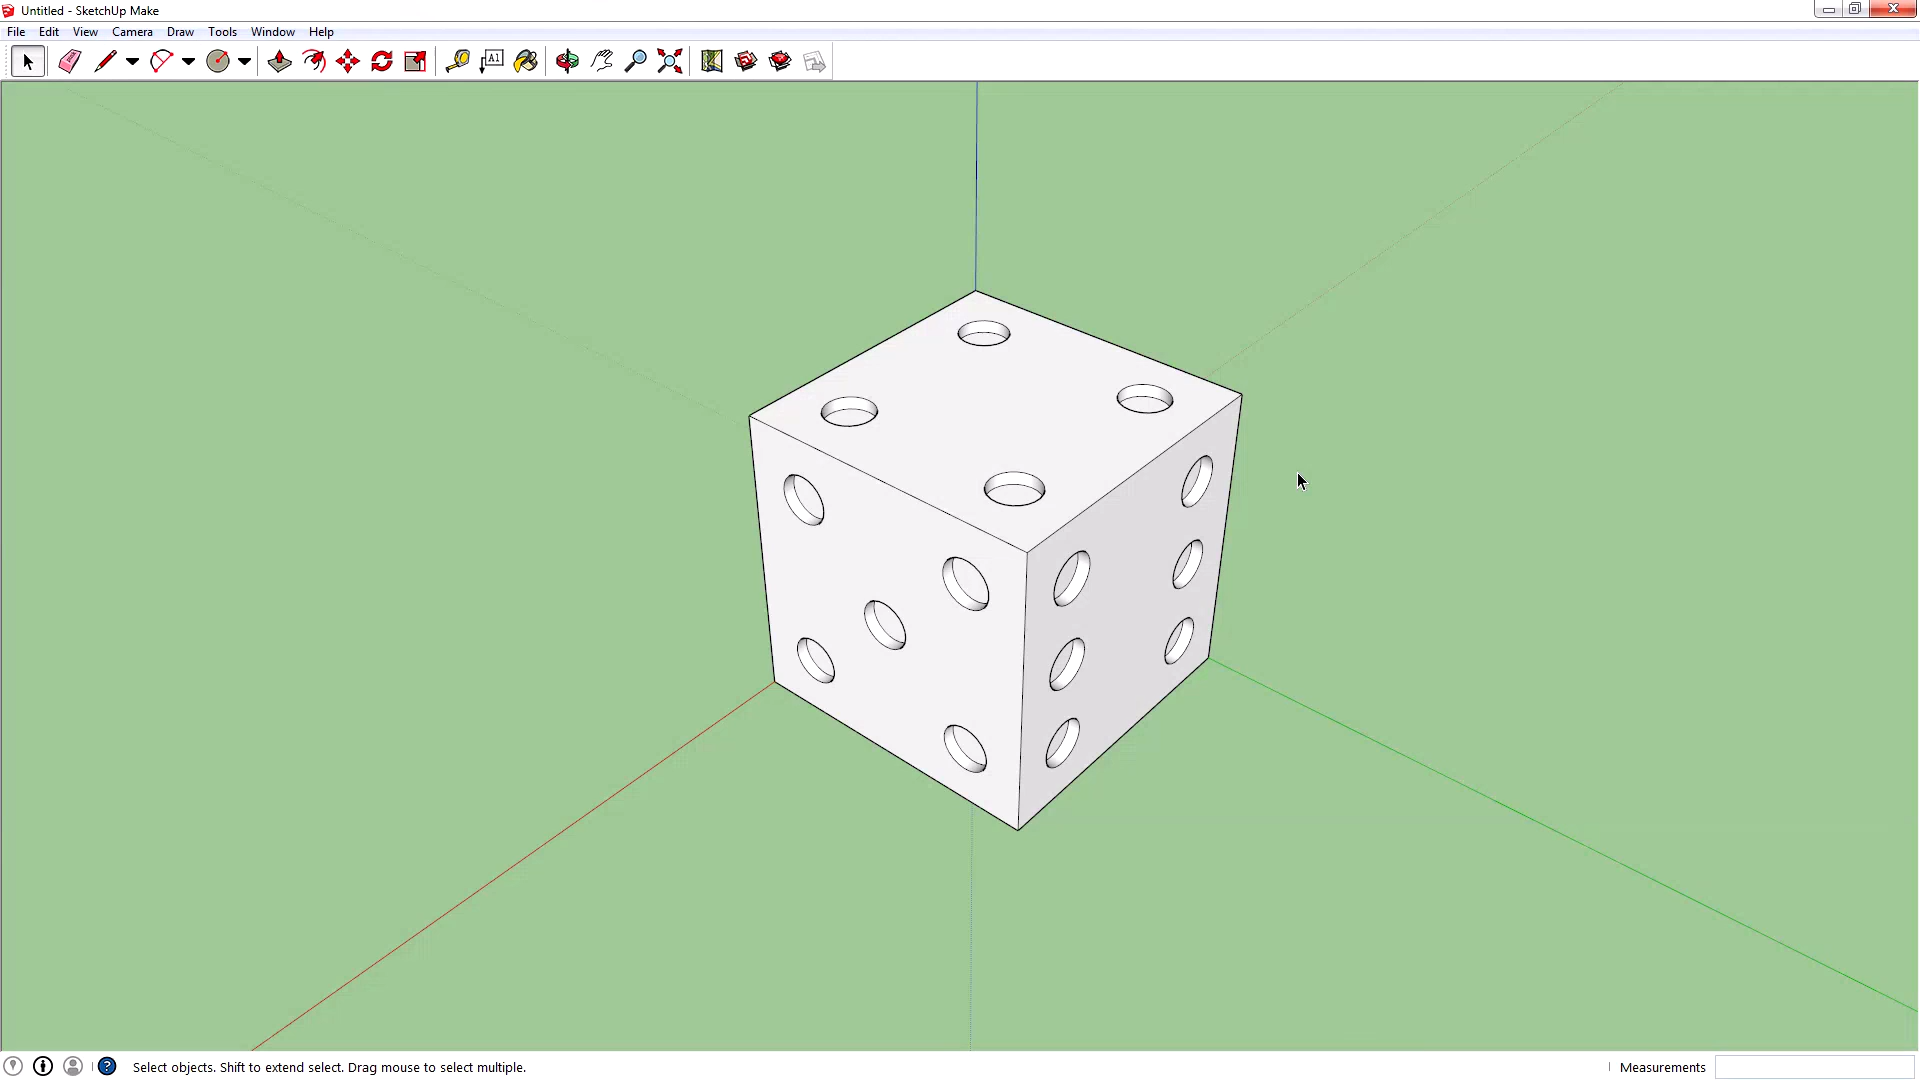 Untitled - SketchUp Make
File Edit View Camera Draw Tools Window Help
A1
Select objects. Shift to extend select. Drag mouse to select multiple.
Measurements